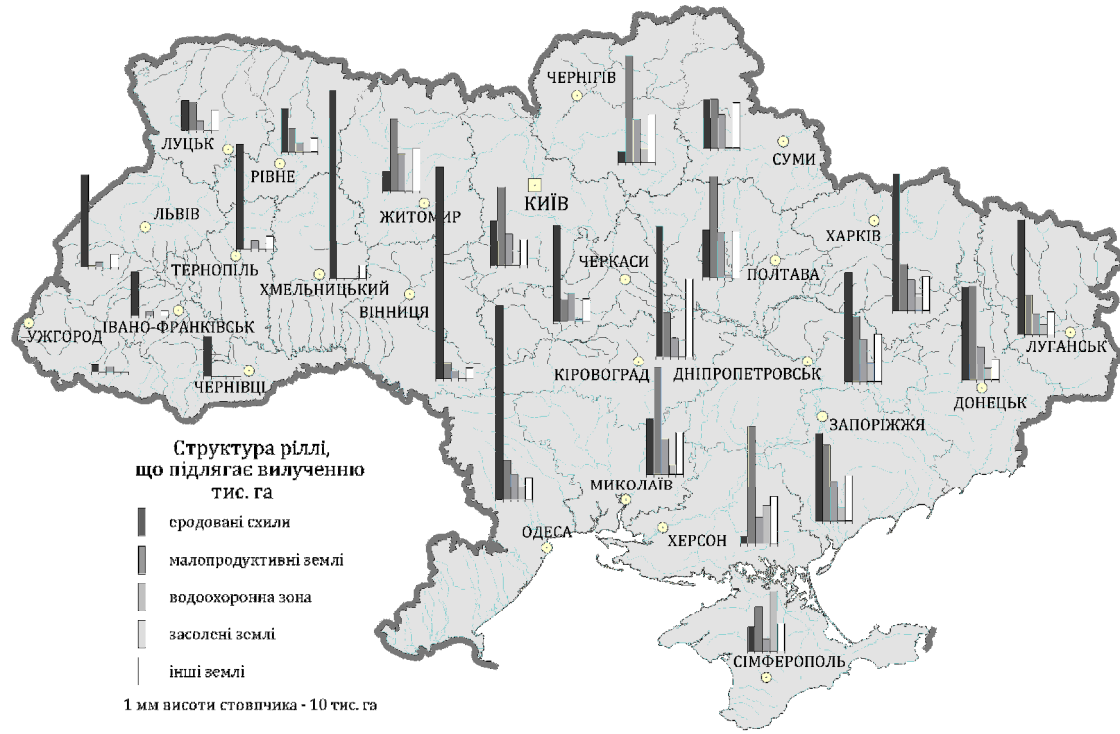 ЧЕРНІГІВ
ЛУЦЬК
РІВНЕ
СУМИ
ЖИТОМИР
КИЇВ
ЛЬВІВ
ТЕРНОПІЛЬ
ХМЕЛЬНИЦЬКИЙ
ВІННИЦЯ
ЧЕРКАСИ
ПОЛТАВА
ХАРКІВ
ІВАНО-ФРАНКІВСЬК
УЖГОРОД
ЧЕРНІВЦІ
КІРОВОГРАД
ДНІПРОПЕТРОВСЬК
ЛУГАНСЬК
ДОНЕЦЬК
ЗАПОРІЖЖЯ
МИКОЛАЇВ
ОДЕСА
ХЕРСОН
СІМФЕРОПОЛЬ
Структура ріллі,
що підлягає вилученню
тис. га
еродовані схили
малопродуктивні землі
водоохоронна зона
засолені землі
інші землі
1 мм висоти стовпчика - 10 тис. га